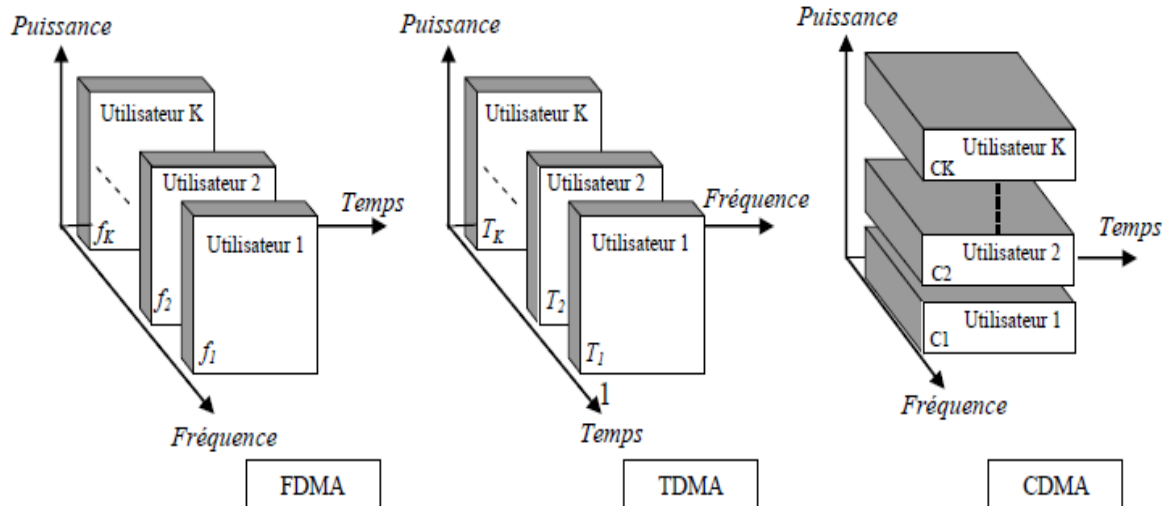 Puissance
Utilisateur K
Utilisateur 2
Temps
fK
Utilisateur 1
f2
f1
Fréquence
FDMA
Puissance
Utilisateur K
Utilisateur 2
Fréquence
TK
Utilisateur 1
T2
T1
1
Temps
TDMA
Puissance
Utilisateur K
CK
Temps
Utilisateur 2
C2
Utilisateur 1
C1
Fréquence
CDMA